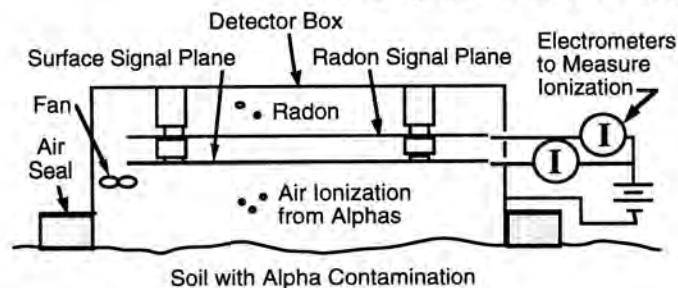 Detector Box
Surface Signal Plane
Radon Signal Plane
Electrometers
to Measure
Ionization
Fan
Radon
I
I
Air
Seal
Air Ionization
from Alphas
Soil with Alpha Contamination